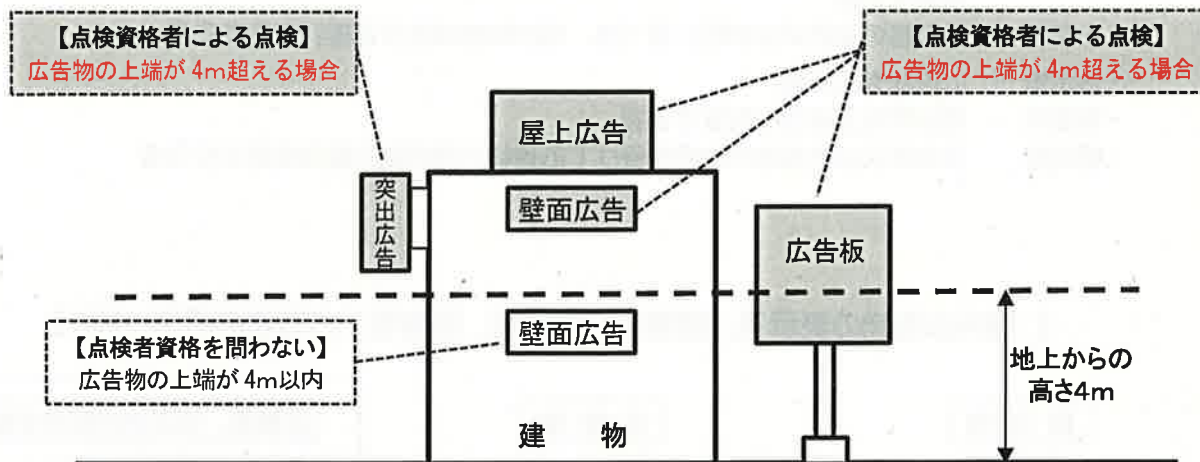 【点検資格者による点検】
広告物の上端が4m超える場合
【点検資格者による点検】
広告物の上端が4m超える場合
屋上広告
突出広告
壁面広告
広告板
壁面広告
【点検者資格を問わない】
広告物の上端が4m以内
地上からの
高さ4m
建 物